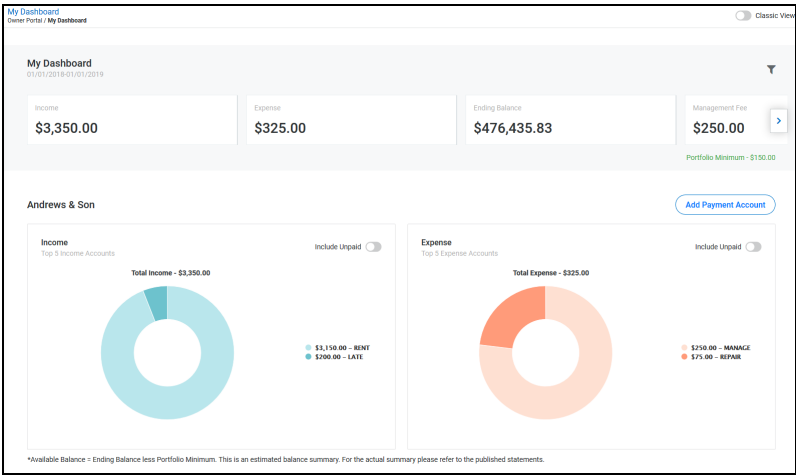 My Dashboard
Owner Portal / My Dashboard
Classic View
My Dashboard
01/01/2018-01/01/2019
Income
$3,350.00
Expense
$325.00
Ending Balance
$476,435.83
Management Fee
$250.00
Portfolio Minimum - $150.00
Andrews & Son
Add Payment Account
Income
Top 5 Income Accounts
Include Unpaid
Total Income - $3,350.00
$3,150.00 – RENT
$200.00 – LATE
Expense
Top 5 Expense Accounts
Include Unpaid
Total Expense - $325.00
$250.00 – MANAGE
$75.00 – REPAIR
*Available Balance = Ending Balance less Portfolio Minimum. This is an estimated balance summary. For the actual summary please refer to the published statements.